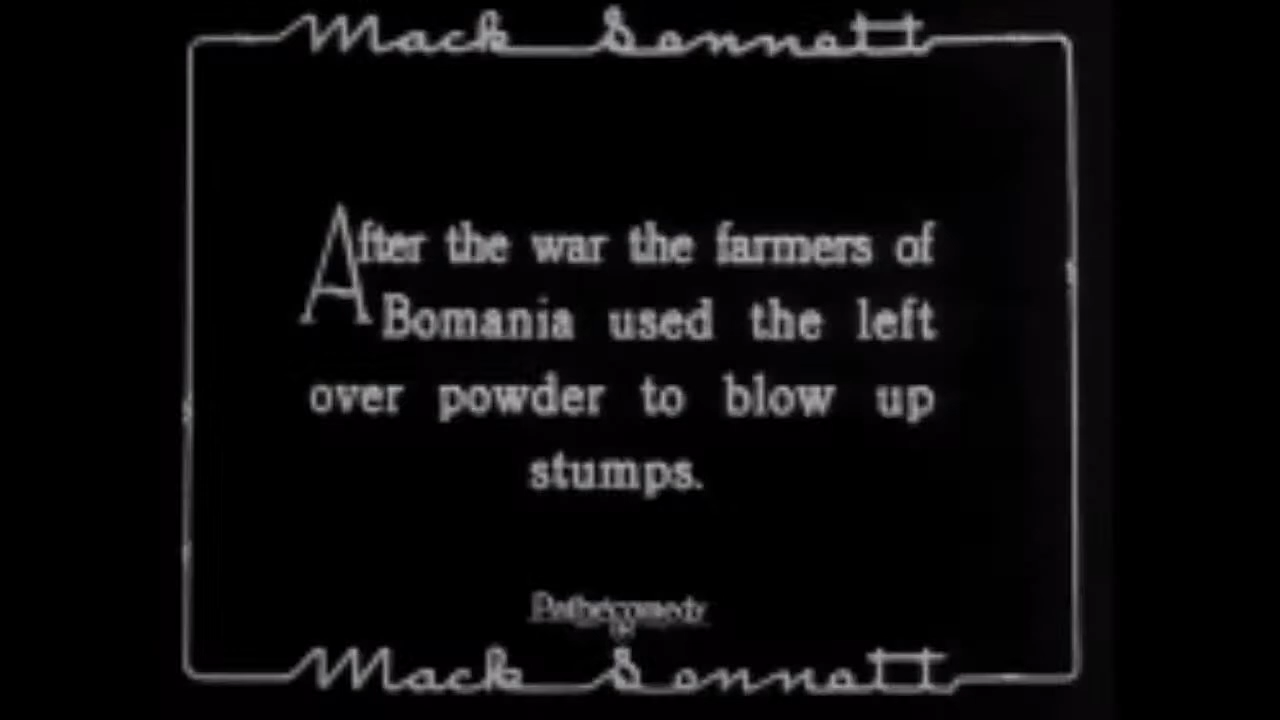 Mack Sennett
After the war the farmers of
Bomania used the left
over powder to blow up
stumps.
Pathécomedy
Mack Sennett